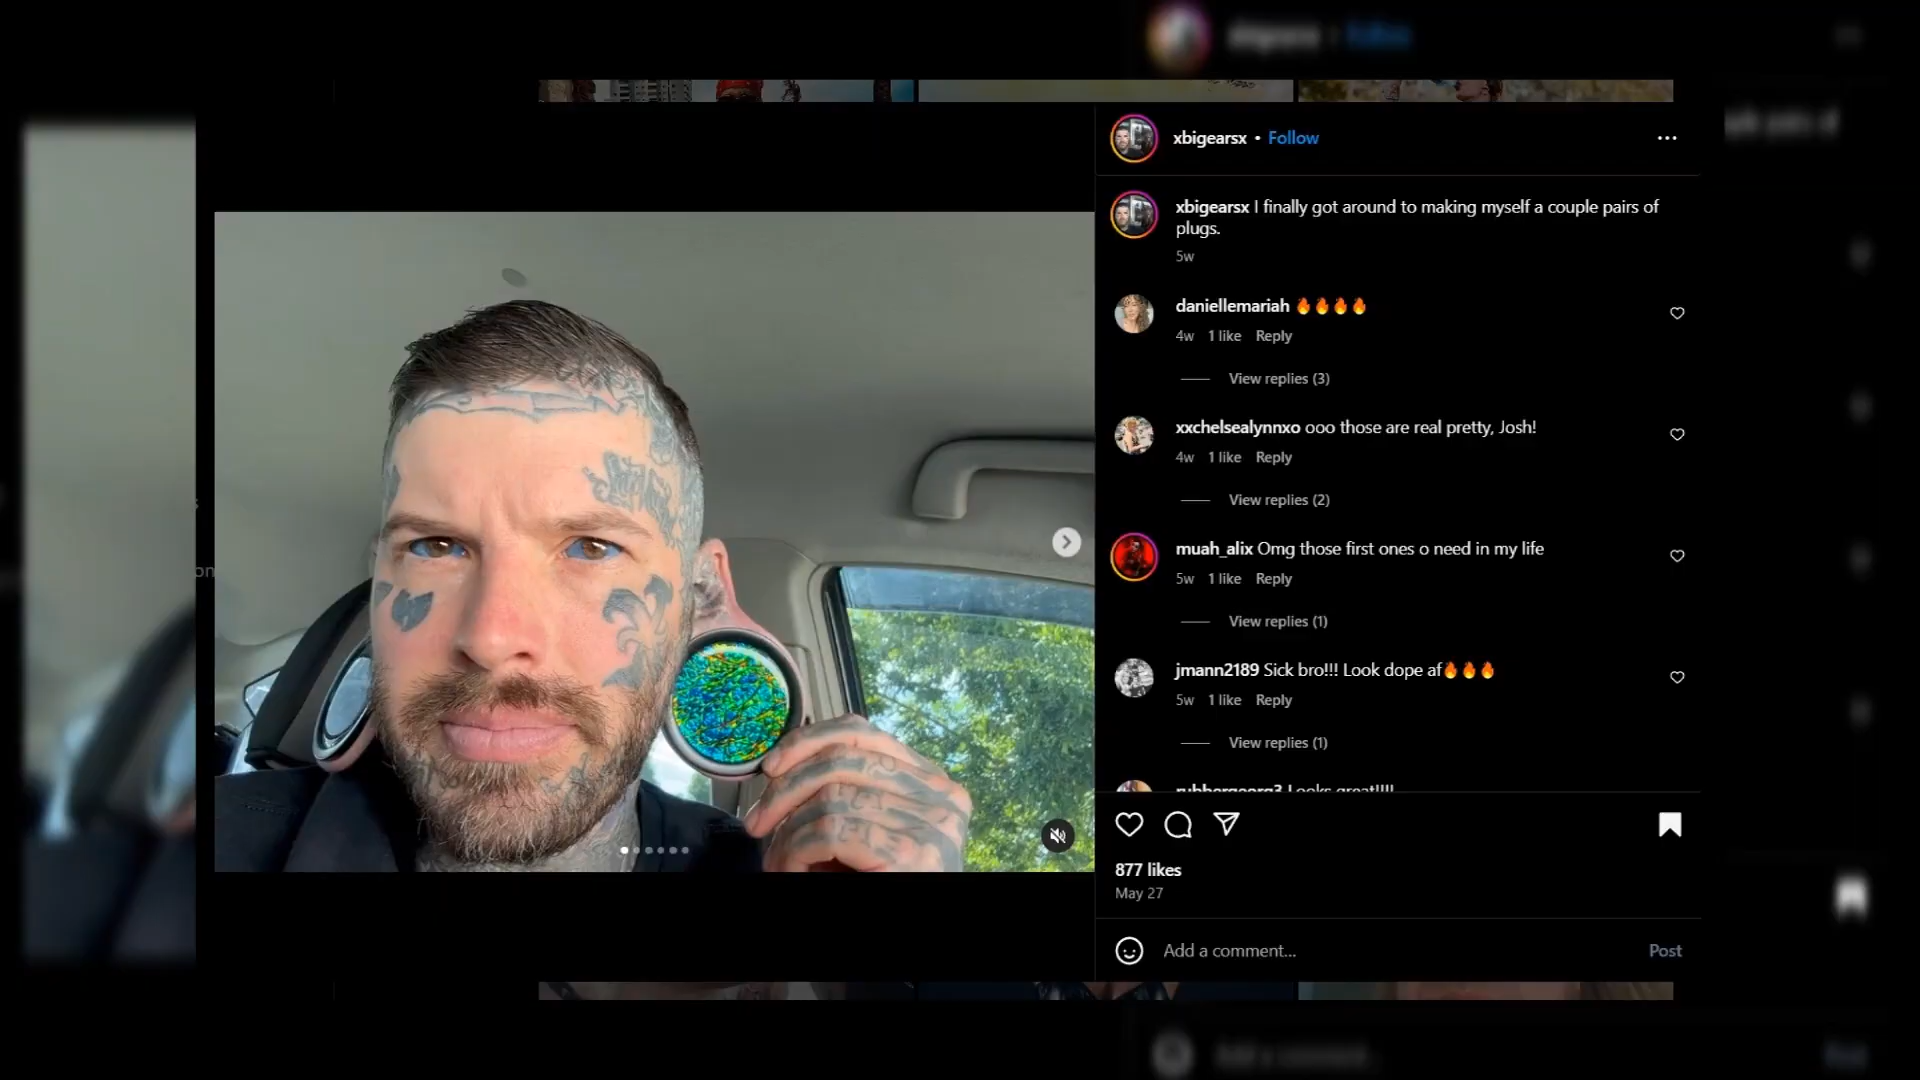 xbigearsx • Follow
xbigearsx I finally got around to making myself a couple pairs of
plugs.
5w
daniellemariah 🔥🔥🔥🔥
4w 1 like Reply
View replies (3)
xxchelsealynnxo ooo those are real pretty, Josh!
4w 1 like Reply
View replies (2)
muah_alix Omg those first ones o need in my life
5w 1 like Reply
View replies (1)
jmann2189 Sick bro!!! Look dope af🔥🔥🔥
5w 1 like Reply
View replies (1)
rubbergeorg3 Looks great!!!!
877 likes
May 27
Add a comment...
Post